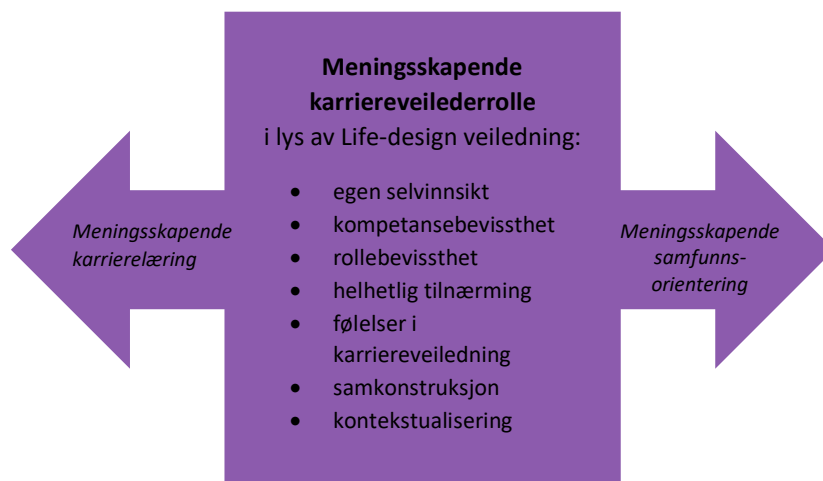 Meningsskapende
karriereveilederrolle
i lys av Life-design veiledning:
• egen selvinnsikt
• kompetansebevissthet
• rollebevissthet
• helhetlig tilnærming
• følelser i
karriereveiledning
• samkonstruksjon
• kontekstualisering
Meningsskapende
karrierelæring
Meningsskapende
samfunns-
orientering